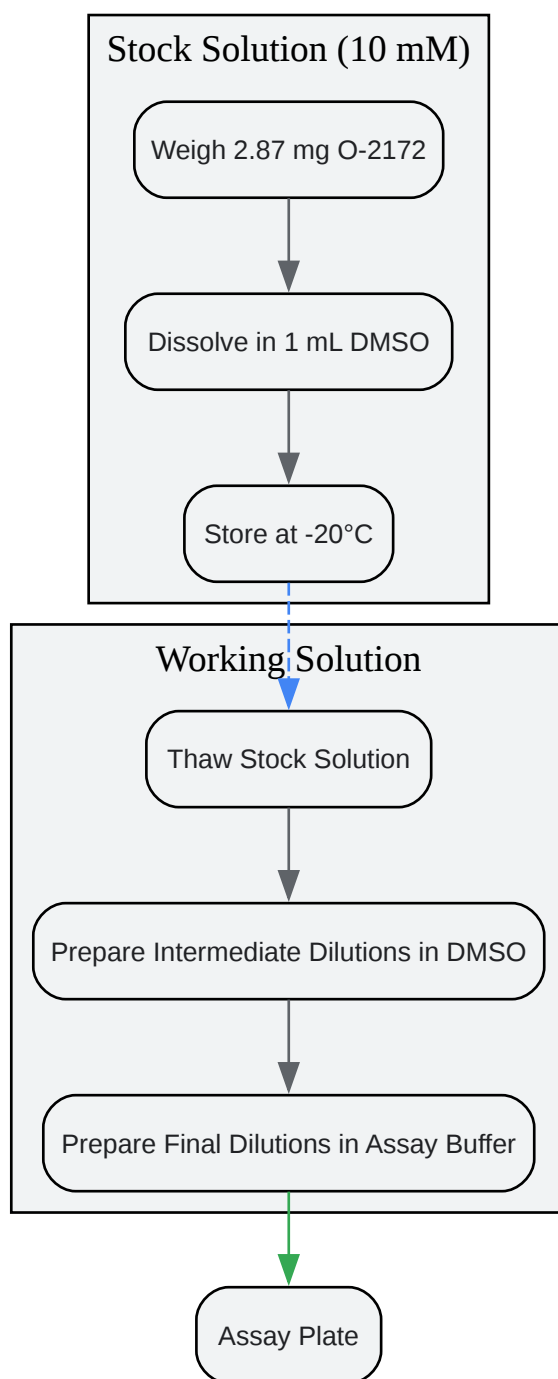 Stock Solution (10 mM)
Weigh 2.87 mg O-2172
Dissolve in 1 mL DMSO
Store at -20°C
Working Solution
Thaw Stock Solution
Prepare Intermediate Dilutions in DMSO
Prepare Final Dilutions in Assay Buffer
Assay Plate